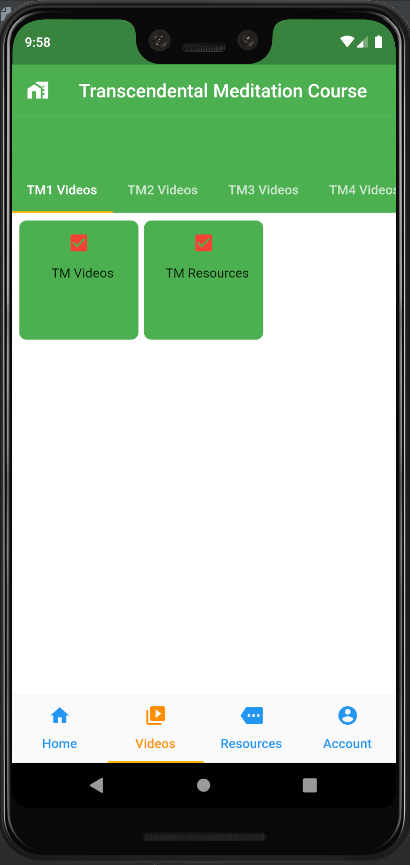 9:58
Transcendental Meditation Course
TM1 Videos TM2 Videos TM3 Videos TM4 Videos
TM Videos TM Resources
Home Videos Resources Account